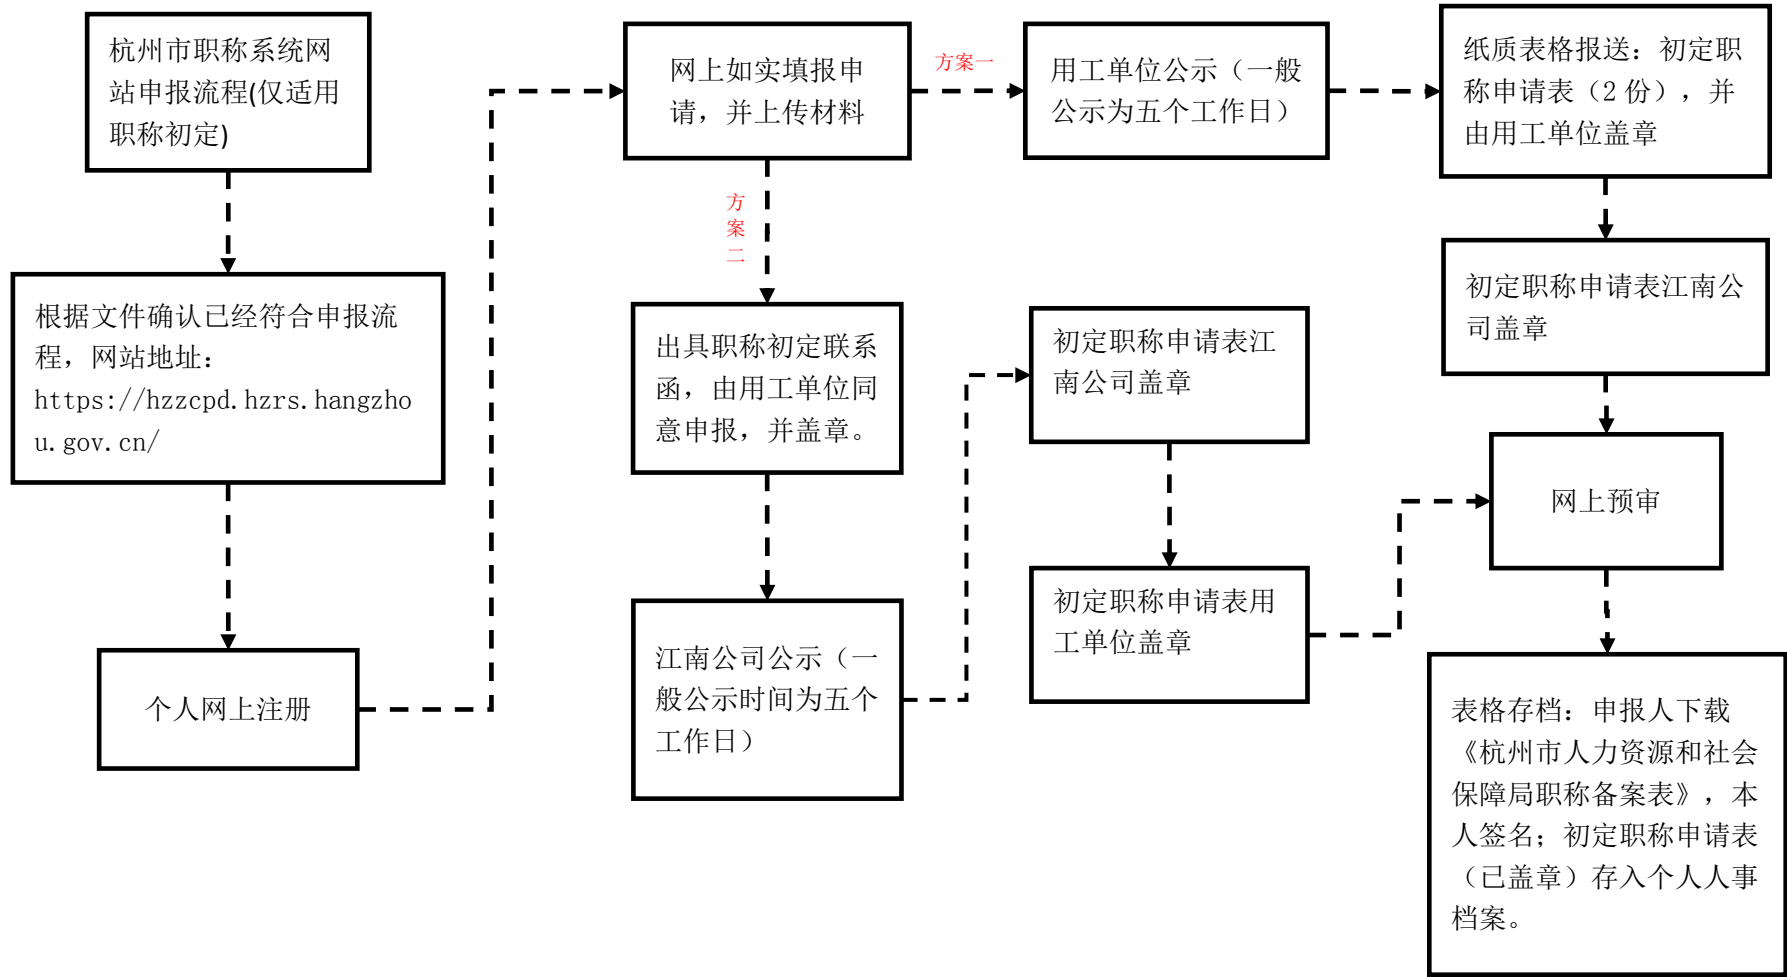 杭州市职称系统网
站申报流程(仅适用
职称初定)
根据文件确认已经符合申报流
程，网站地址：
https://hzzcpd.hzrs.hangzho
u.gov.cn/
个人网上注册
网上如实填报申
请，并上传材料
方案一
用工单位公示（一般
公示为五个工作日）
纸质表格报送：初定职
称申请表（2份），并
由用工单位盖章
初定职称申请表江南公
司盖章
方
案
二
出具职称初定联系
函，由用工单位同
意申报，并盖章。
江南公司公示（一
般公示时间为五个
工作日）
初定职称申请表江
南公司盖章
初定职称申请表用
工单位盖章
网上预审
表格存档：申报人下载
《杭州市人力资源和社会
保障局职称备案表》，本
人签名；初定职称申请表
（已盖章）存入个人人事
档案。